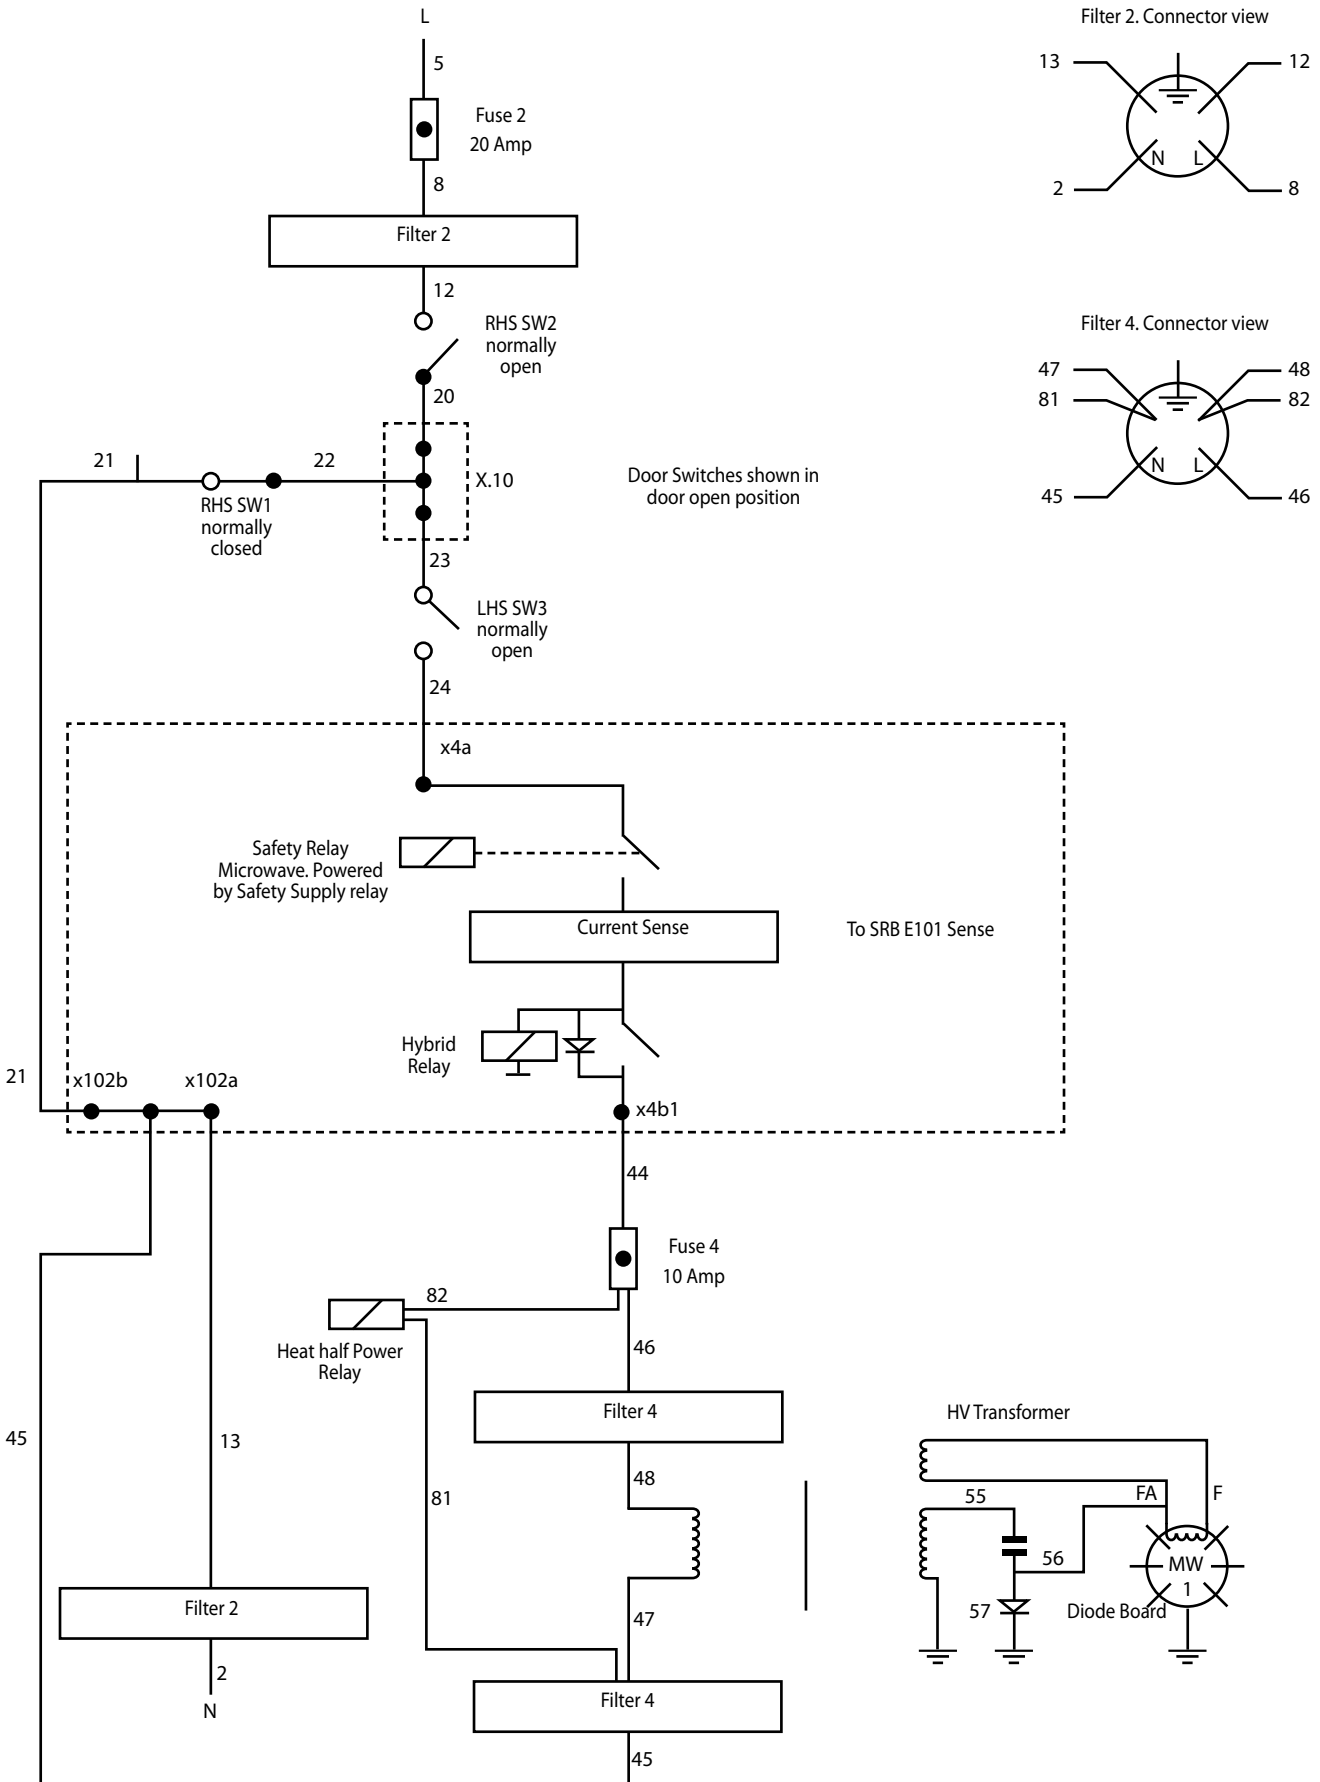 L
Filter 2. Connector view
5
13
12
Fuse 2
20 Amp
N
L
8
2
8
Filter 2
12
RHS SW2
normally
open
Filter 4. Connector view
47
48
20
81
82
21
22
X.10
Door Switches shown in
door open position
N
L
45
46
RHS SW1
normally
closed
23
LHS SW3
normally
open
24
x4a
Safety Relay
Microwave. Powered
by Safety Supply relay
Current Sense
To SRB E101 Sense
Hybrid
Relay
21
x102b
x102a
x4b1
44
Fuse 4
10 Amp
82
Heat half Power
Relay
46
Filter 4
HV Transformer
45
13
48
81
55
FA
F
56
MW
1
57
Diode Board
Filter 2
47
2
N
Filter 4
45